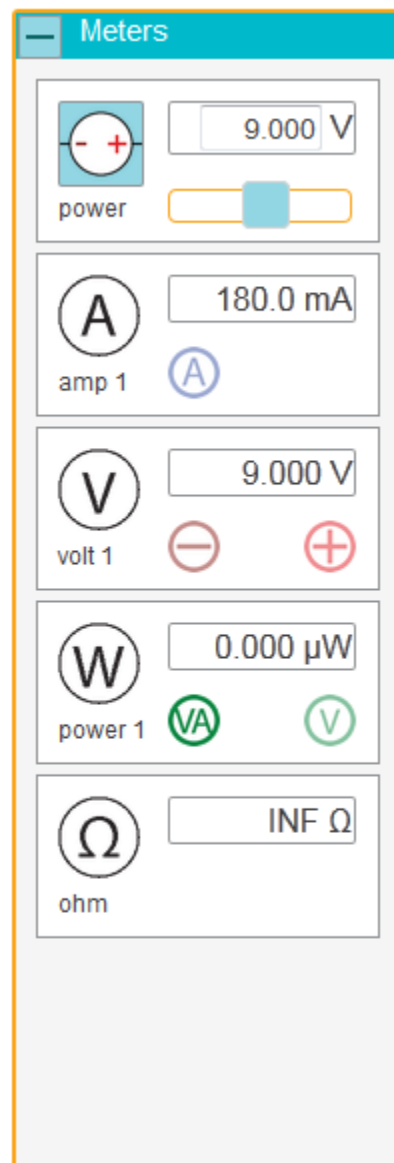 Meters
- +
9.000 V
power
A
180.0 mA
amp 1
A
V
9.000 V
volt 1
W
0.000 µW
power 1
VA
V
Ω
INF Ω
ohm